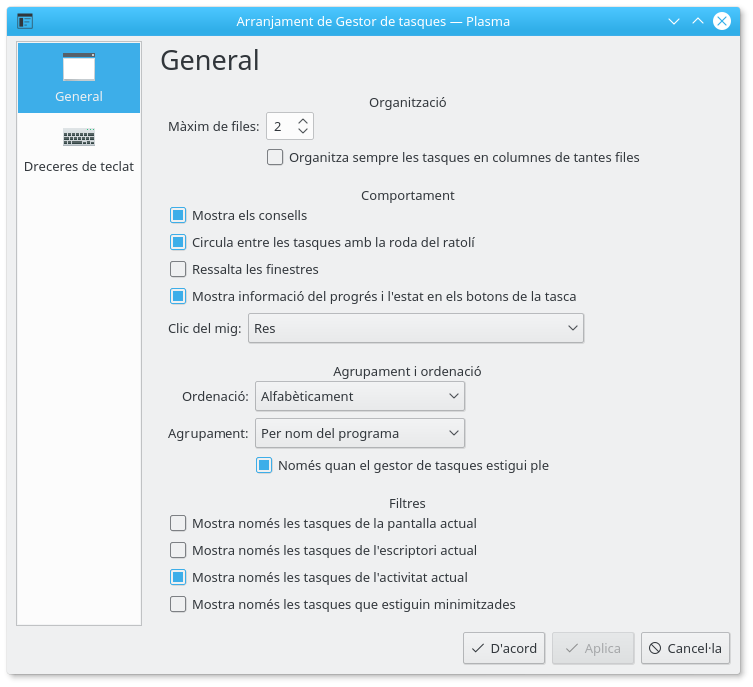 Arranjament de Gestor de tasques — Plasma
General
Dreceres de teclat
General
Organització
Màxim de files: 2
Organitza sempre les tasques en columnes de tantes files
Comportament
Mostra els consells
Circula entre les tasques amb la roda del ratolí
Ressalta les finestres
Mostra informació del progrés i l'estat en els botons de la tasca
Clic del mig: Res
Agrupament i ordenació
Ordenació: Alfabèticament
Agrupament: Per nom del programa
Només quan el gestor de tasques estigui ple
Filtres
Mostra només les tasques de la pantalla actual
Mostra només les tasques de l'escriptori actual
Mostra només les tasques de l'activitat actual
Mostra només les tasques que estiguin minimitzades
D'acord Aplica Cancel·la